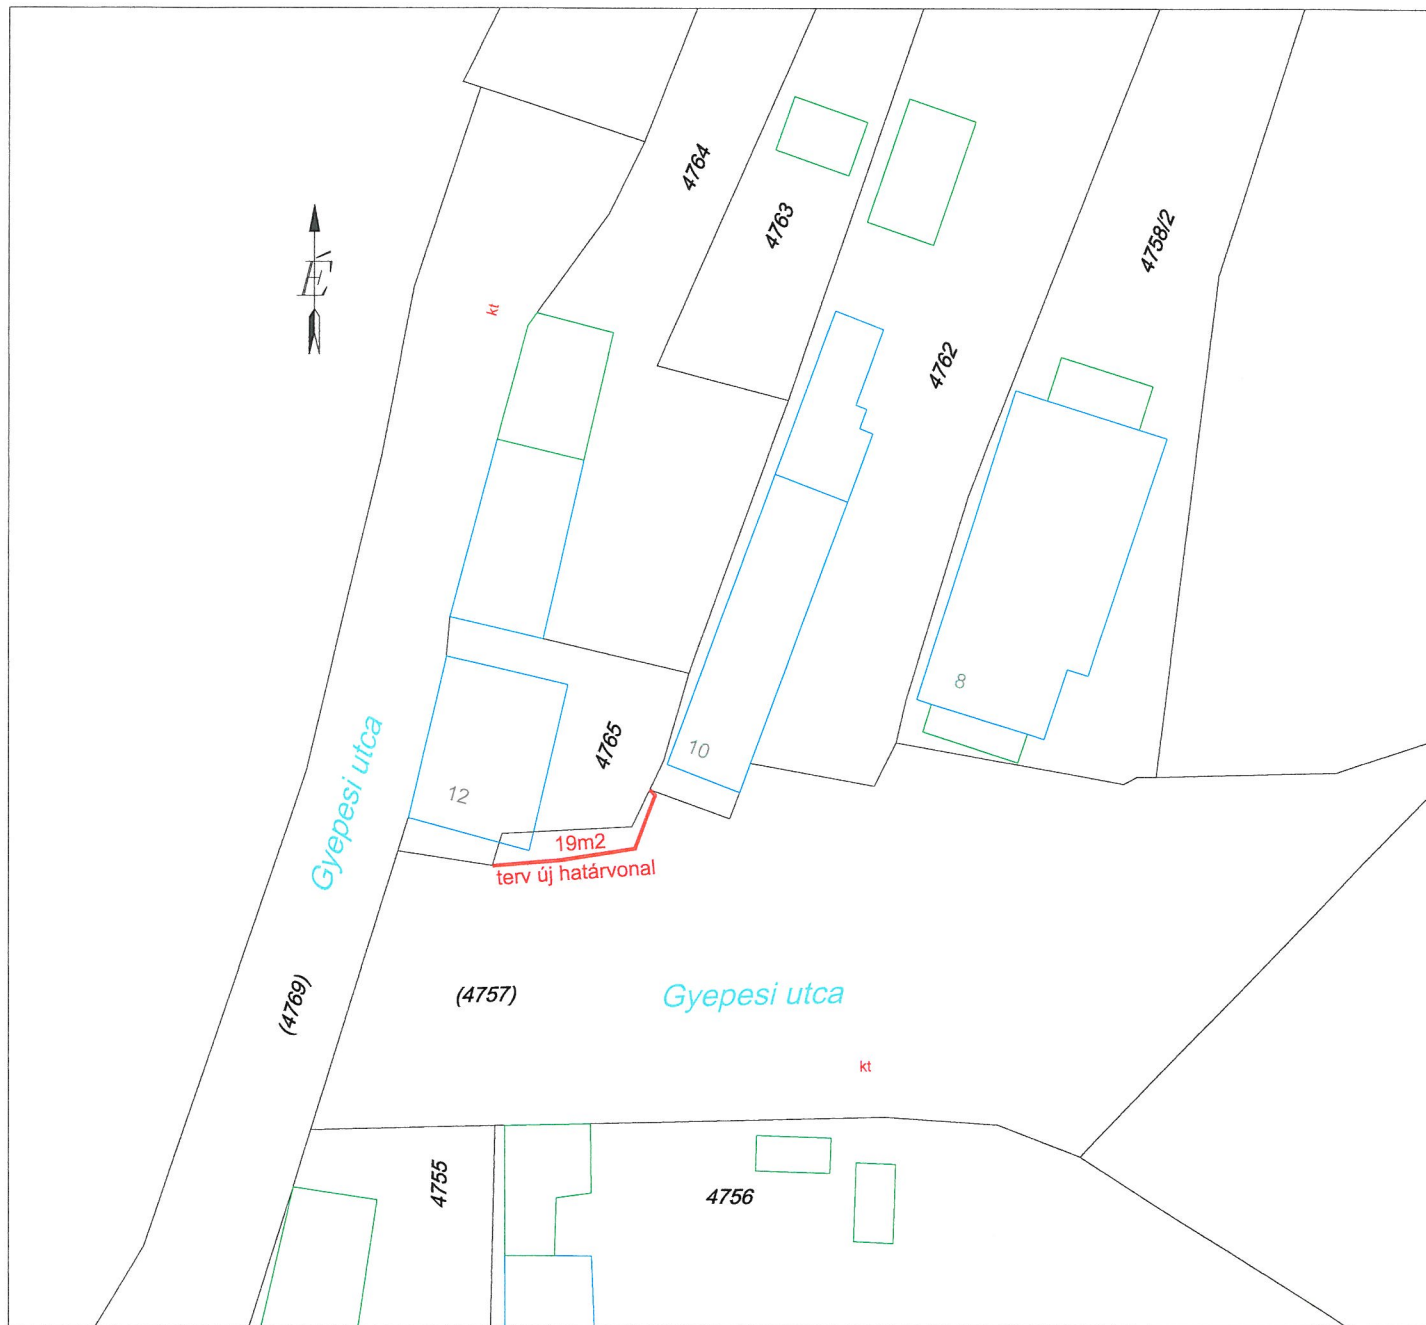 4764
4763
4758/2
É
kt
4762
8
4765
10
12
Gyepesi utca
19m2
terv új határvonal
(4769)
(4757)
Gyepesi utca
kt
4755
4756